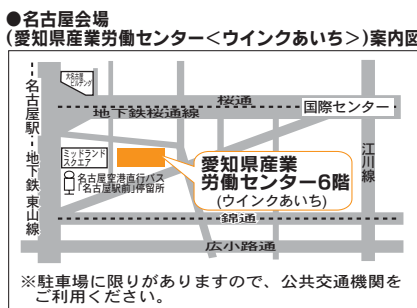 ●名古屋会場
(愛知県産業労働センター<ウインクあいち>)案内図
大名古屋
ビルヂング
桜通
地下鉄桜通線
国際センター
名古屋駅
地下鉄東山線
ミッドランド
スクエア
名古屋空港直行バス
「名古屋駅前」停留所
愛知県産業
労働センター6階
(ウインクあいち)
江川線
錦通
広小路通
※駐車場に限りがありますので、公共交通機関を
ご利用ください。